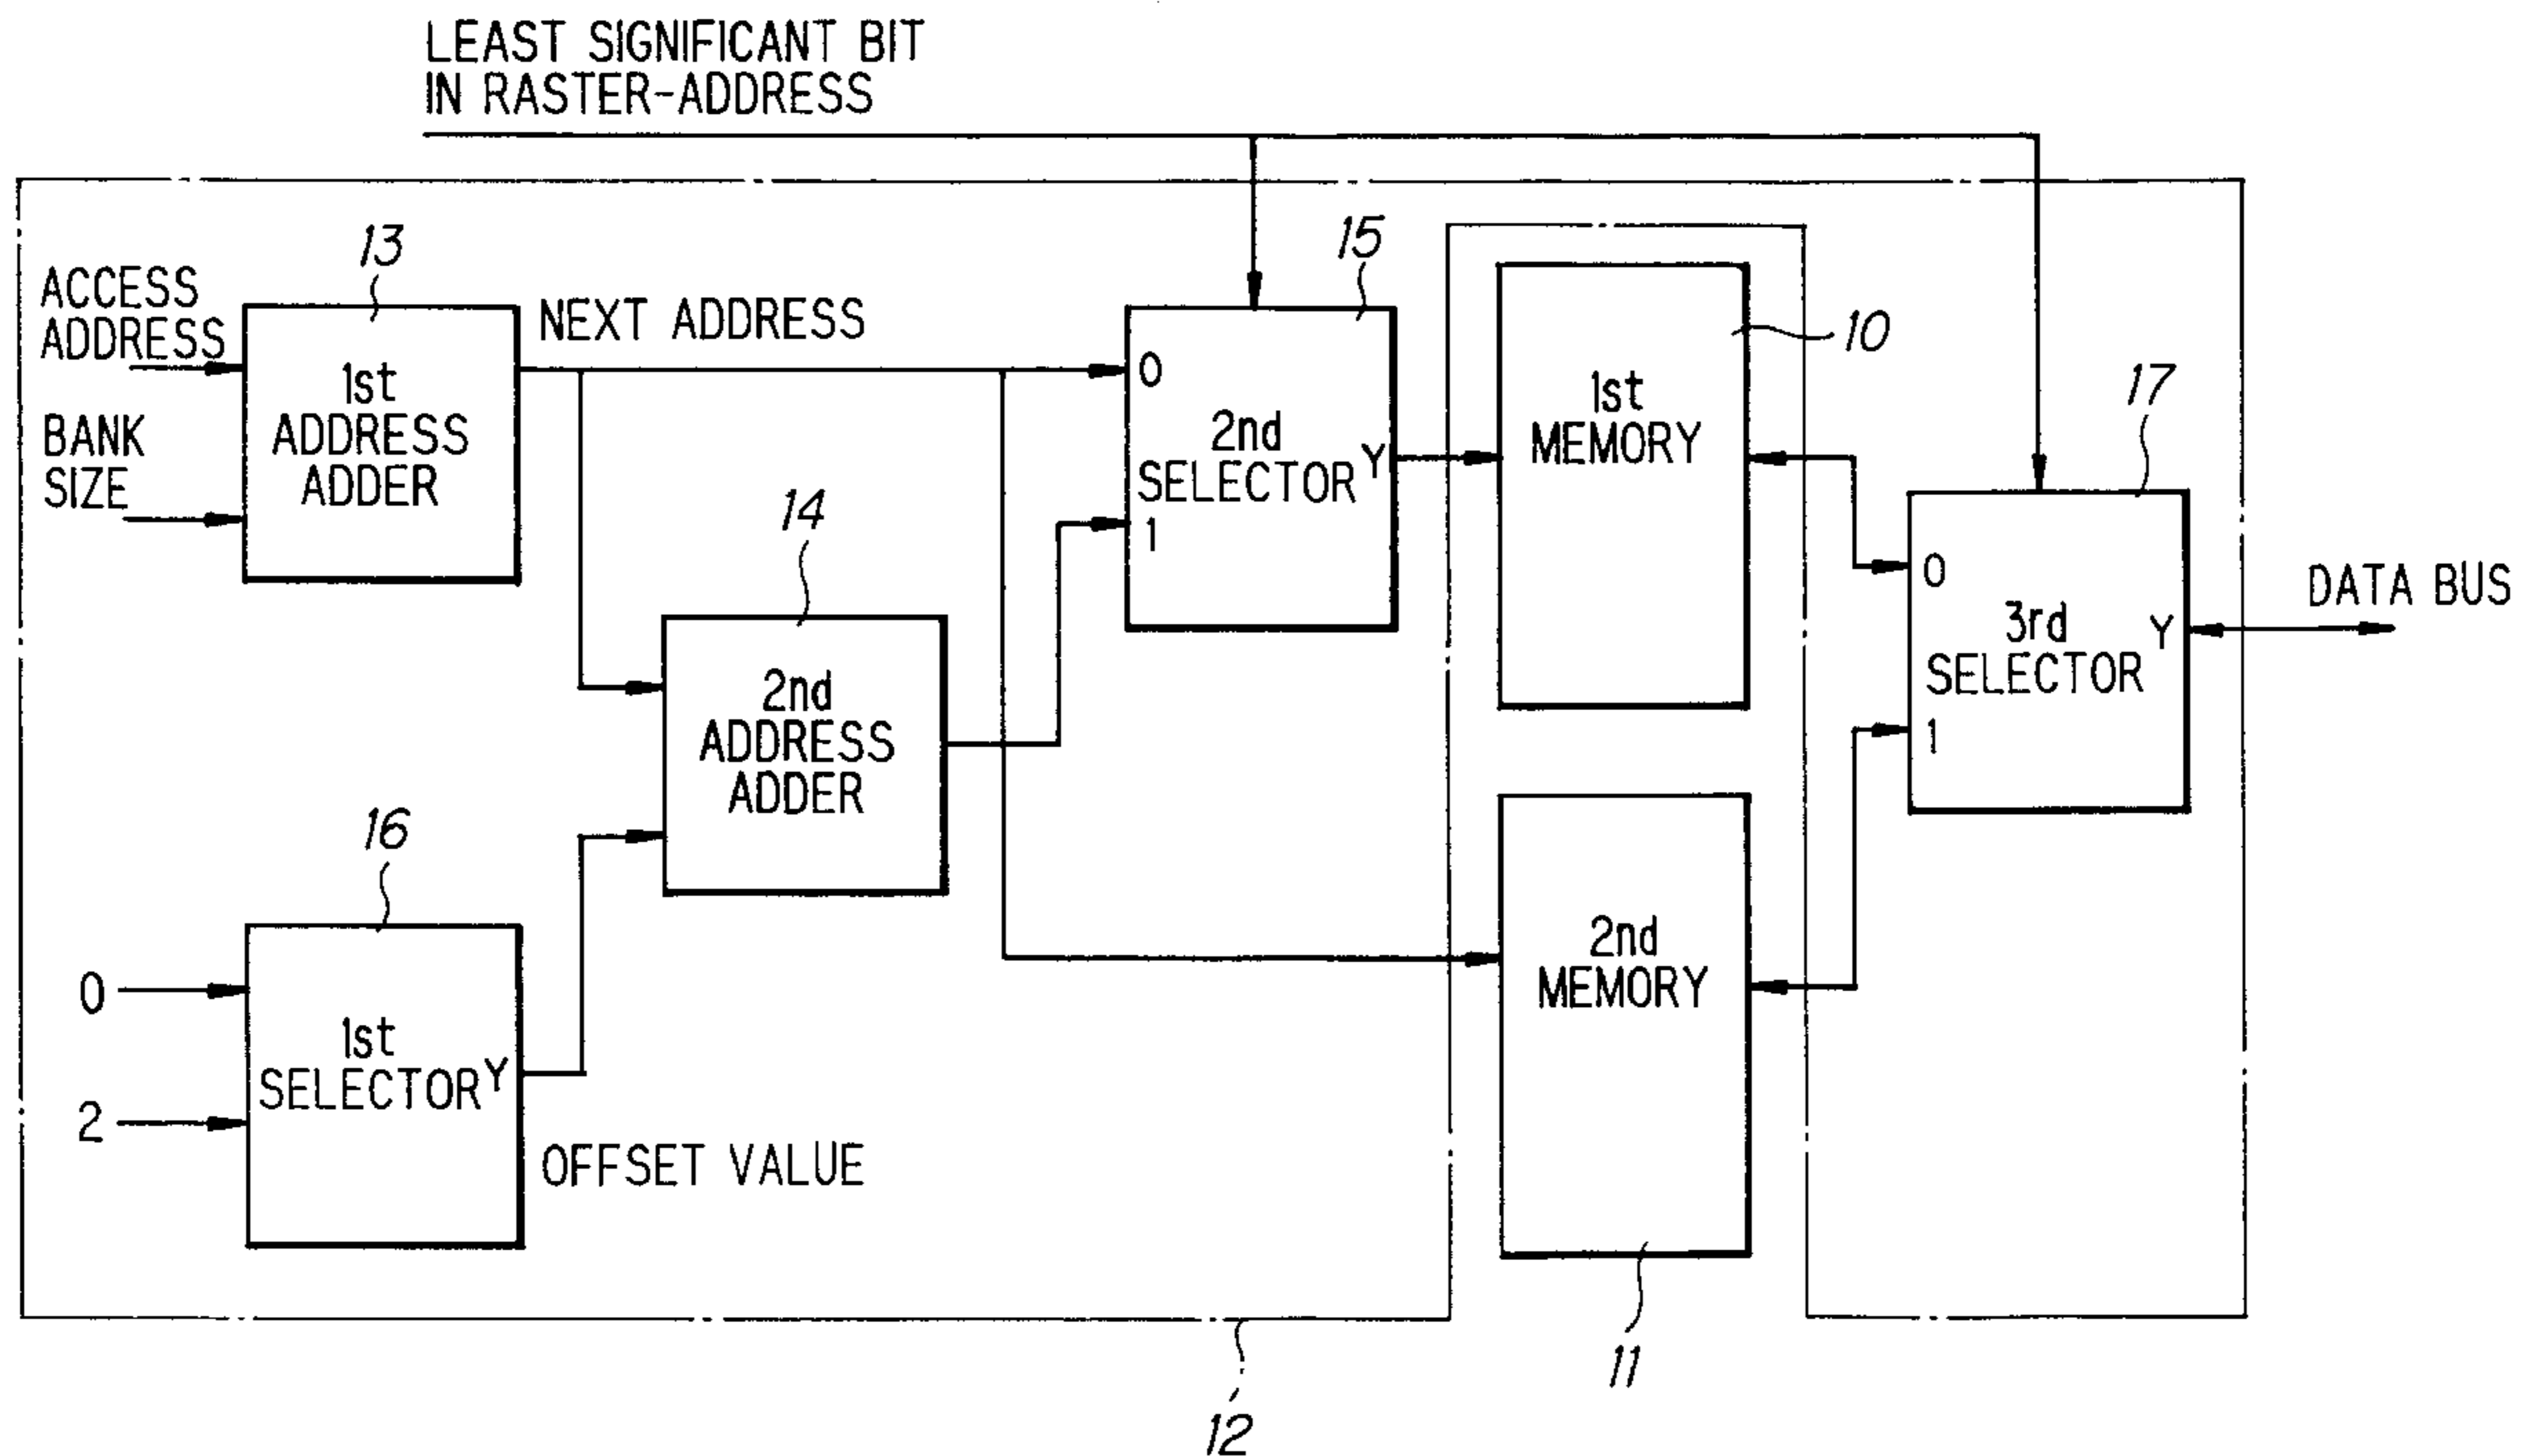 LEAST SIGNIFICANT BIT
IN RASTER-ADDRESS
ACCESS
ADDRESS
BANK
SIZE
13
1st
ADDRESS
ADDER
NEXT ADDRESS
14
2nd
ADDRESS
ADDER
16
0
2
1st
SELECTOR Y
OFFSET VALUE
15
0
2nd
SELECTOR Y
1
10
1st
MEMORY
2nd
MEMORY
11
17
0
3rd
SELECTOR Y
1
DATA BUS
12